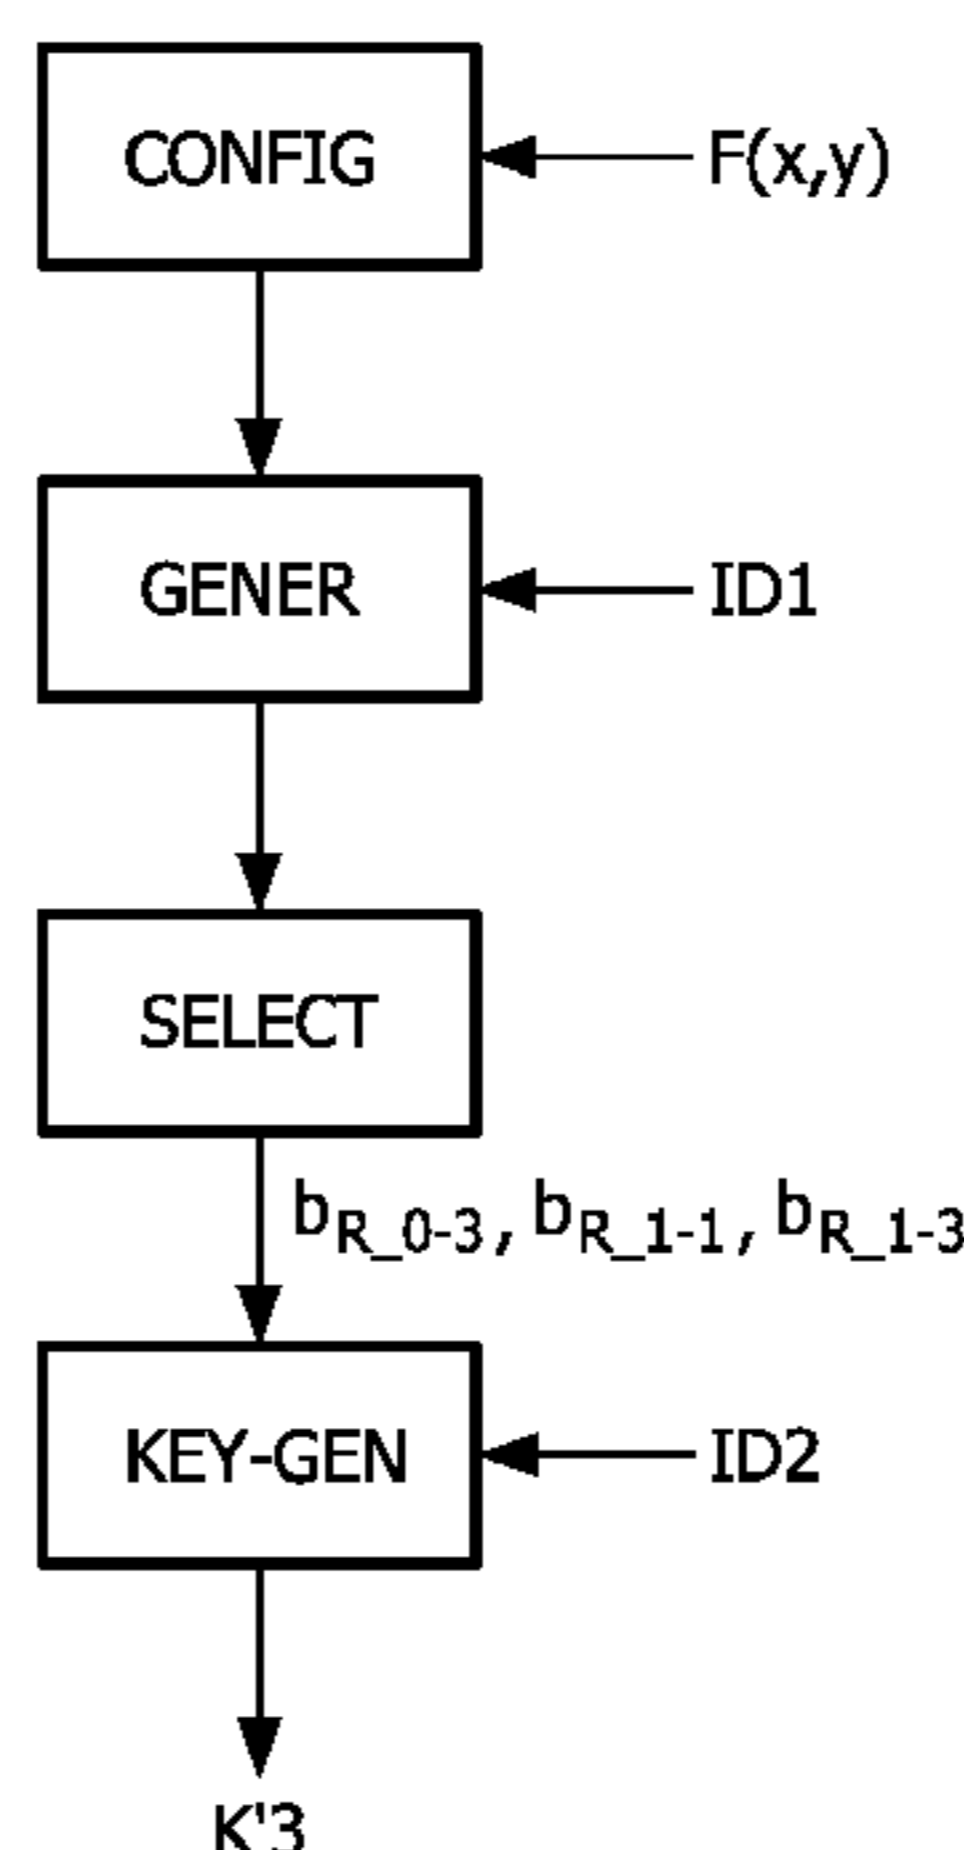 CONFIG
F(x,y)
GENER
ID1
SELECT
bR_0-3, bR_1-1, bR_1-3
KEY-GEN
ID2
K'3